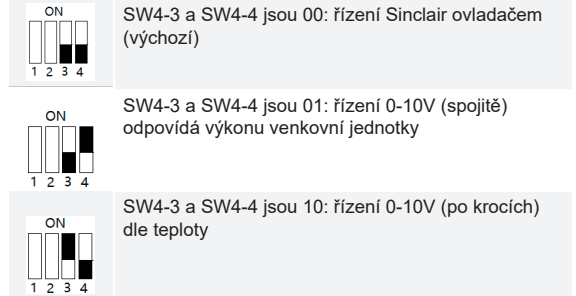 ON
1 2 3 4
SW4-3 a SW4-4 jsou 00: řízení Sinclair ovladačem
(výchozí)
ON
1 2 3 4
SW4-3 a SW4-4 jsou 01: řízení 0-10V (spojitě)
odpovídá výkonu venkovní jednotky
ON
1 2 3 4
SW4-3 a SW4-4 jsou 10: řízení 0-10V (po krocích)
dle teploty